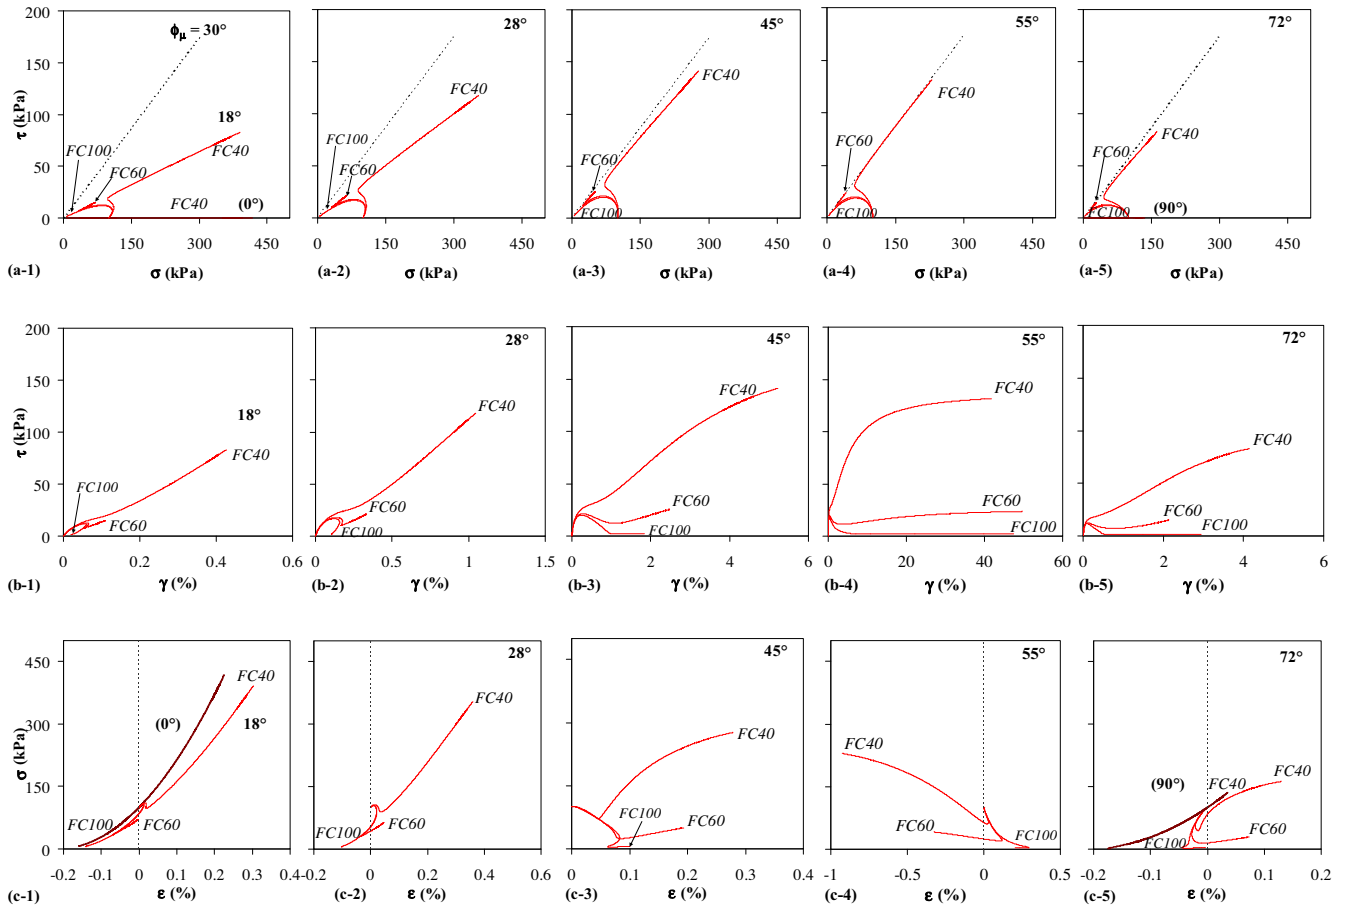 200
150
100
50
0
τ (kPa)
ϕμ = 30°
18°
FC100
FC60
FC40
FC40
(0°)
0 150 300 450
(a-1)
σ (kPa)
28°
FC40
FC100
FC60
0 150 300 450
(a-2)
σ (kPa)
45°
FC40
FC60
FC100
0 150 300 450
(a-3)
σ (kPa)
55°
FC40
FC60
FC100
0 150 300 450
(a-4)
σ (kPa)
72°
FC40
FC60
FC100
(90°)
0 150 300 450
(a-5)
σ (kPa)
200
150
100
50
0
τ (kPa)
18°
FC40
FC100
FC60
0 0.2 0.4 0.6
(b-1)
γ (%)
28°
FC40
FC60
FC100
0 0.5 1 1.5
(b-2)
γ (%)
45°
FC40
FC60
FC100
0 2 4 6
(b-3)
γ (%)
55°
FC40
FC60
FC100
0 20 40 60
(b-4)
γ (%)
72°
FC40
FC60
FC100
0 2 4 6
(b-5)
γ (%)
450
300
150
0
σ (kPa)
FC40
(0°)
18°
FC100
FC60
-0.2 -0.1 0 0.1 0.2 0.3 0.4
(c-1)
ε (%)
28°
FC40
FC100
FC60
-0.2 0 0.2 0.4 0.6
(c-2)
ε (%)
45°
FC40
FC100
FC60
0 0.1 0.2 0.3 0.4
(c-3)
ε (%)
55°
FC40
FC60
FC100
-1 -0.5 0 0.5
(c-4)
ε (%)
72°
(90°)
FC40
FC40
FC60
FC100
-0.2 -0.1 0 0.1 0.2
(c-5)
ε (%)